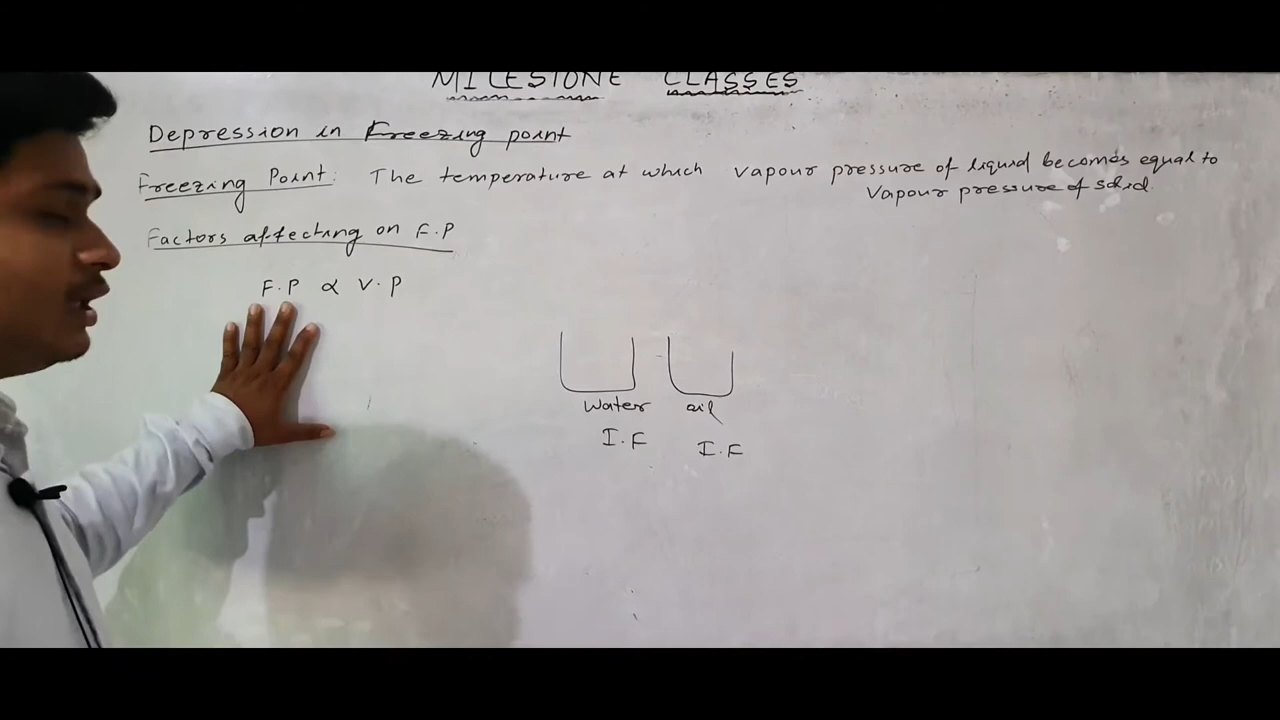 MILESTONE CLASSES
Depression in Freezing point
Freezing Point: The temperature at which vapour pressure of liquid becomes equal to
vapour pressure of solid.
Factors affecting on F.P
F.P ∝ V.P
water oil
I.F I.F